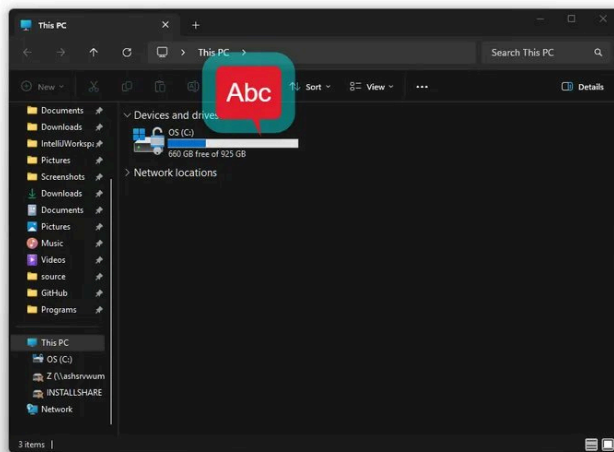 This PC
This PC
Search This PC
New
Sort
View
Details
Abc
Documents
Downloads
IntelliJWorkspa
Pictures
Screenshots
Downloads
Documents
Pictures
Music
Videos
source
GitHub
Programs
This PC
OS (C:)
Z (\\ashsrvwum
INSTALLSHARE
Network
Devices and drives
OS (C:)
660 GB free of 925 GB
Network locations
3 items